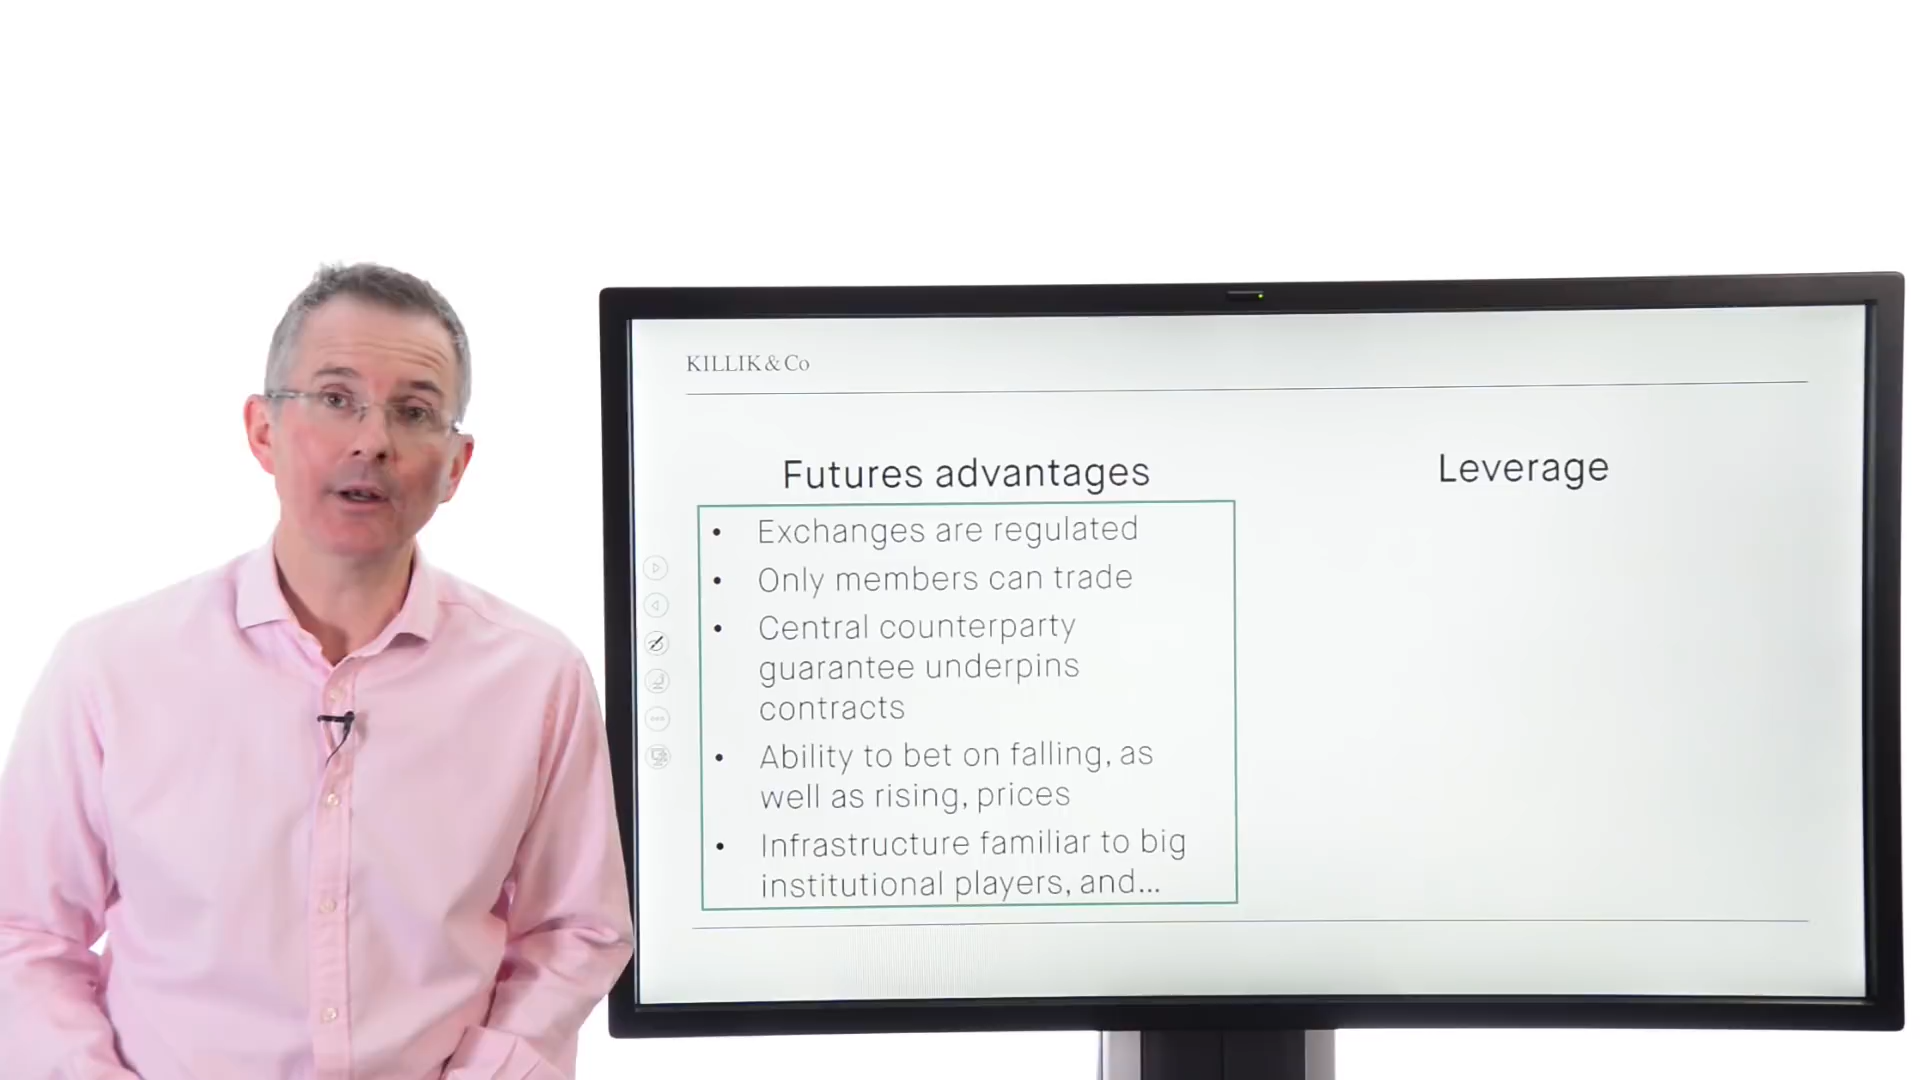 KILLIK & Co
Futures advantages
• Exchanges are regulated
• Only members can trade
• Central counterparty
guarantee underpins
contracts
• Ability to bet on falling, as
well as rising, prices
• Infrastructure familiar to big
institutional players, and...
Leverage